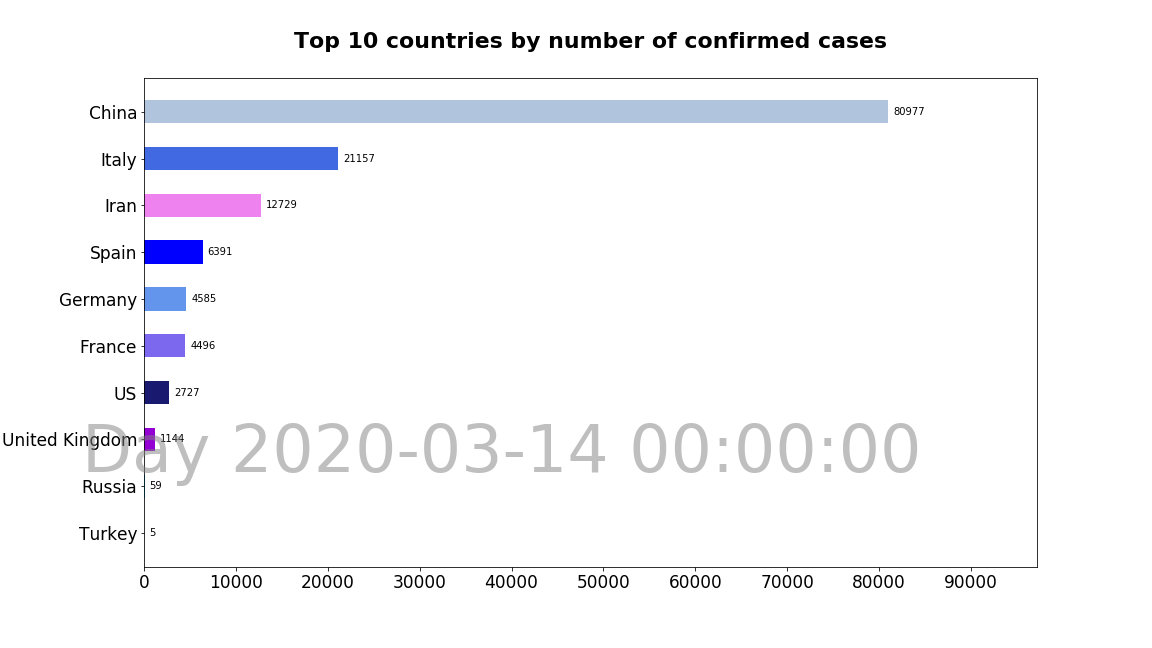 Top 10 countries by number of confirmed cases
China 80977
Italy 21157
Iran 12729
Spain 6391
Germany 4585
France 4496
US 2727
United Kingdom 1144
Day 2020-03-14 00:00:00
Russia 59
Turkey 5
0 10000 20000 30000 40000 50000 60000 70000 80000 90000